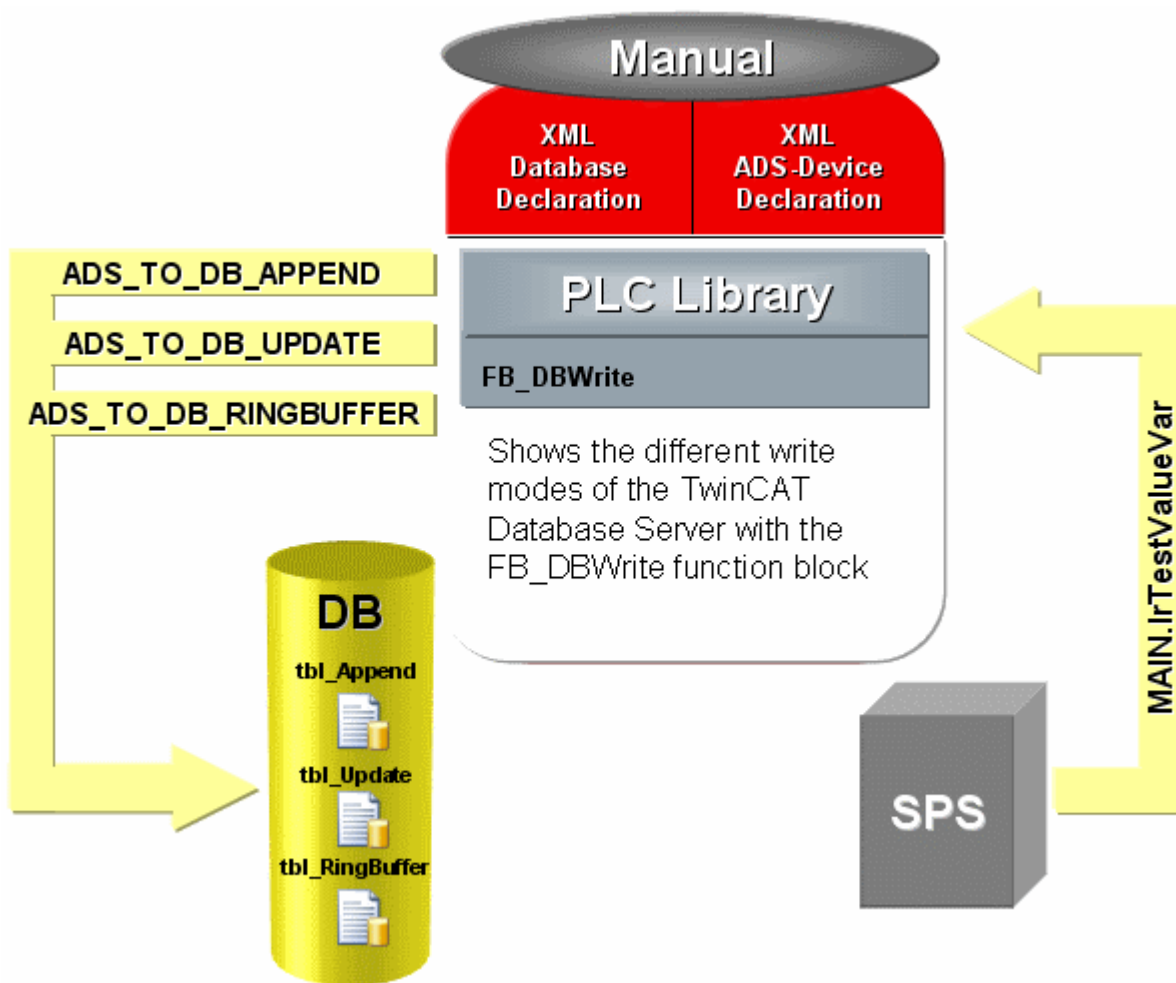 Manual
XML
Database
Declaration
XML
ADS-Device
Declaration
ADS_TO_DB_APPEND
ADS_TO_DB_UPDATE
ADS_TO_DB_RINGBUFFER
PLC Library
FB_DBWrite
Shows the different write
modes of the TwinCAT
Database Server with the
FB_DBWrite function block
MAIN.lrTestValueVar
DB
tbl_Append
tbl_Update
tbl_RingBuffer
SPS